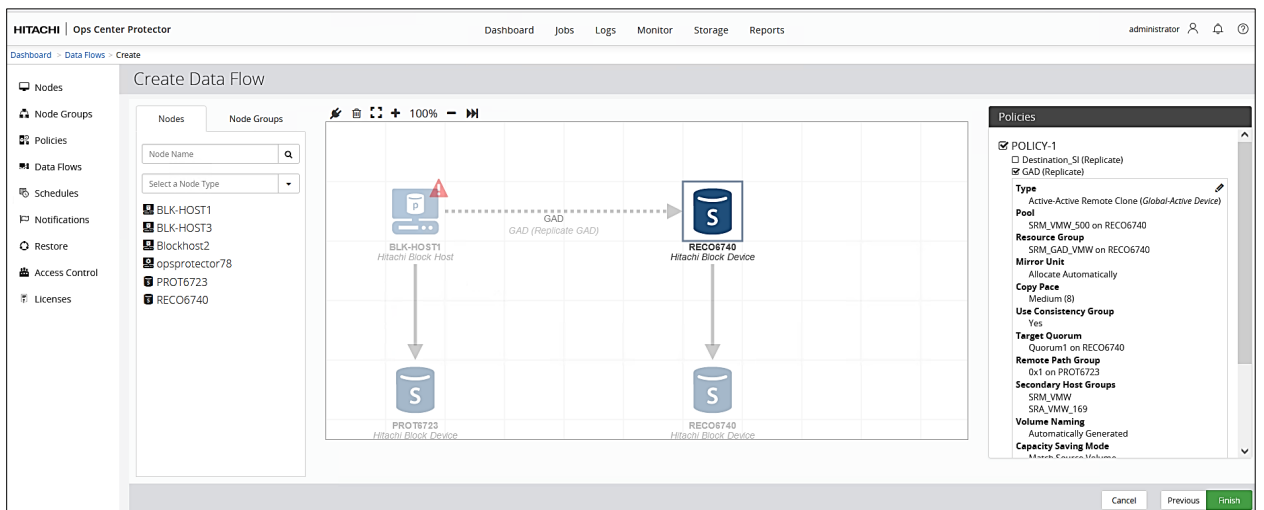 HITACHI | Ops Center Protector
Dashboard Jobs Logs Monitor Storage Reports
administrator
Dashboard > Data Flows > Create
Nodes
Node Groups
Policies
Data Flows
Schedules
Notifications
Restore
Access Control
Licenses
Create Data Flow
Nodes Node Groups
Node Name
Select a Node Type
BLK-HOST1
BLK-HOST3
Blockhost2
opsprotector78
PROT6723
RECO6740
100%
P
GAD
GAD (Replicate GAD)
BLK-HOST1
Hitachi Block Host
S
RECO6740
Hitachi Block Device
S
PROT6723
Hitachi Block Device
S
RECO6740
Hitachi Block Device
Policies
POLICY-1
Destination_SI (Replicate)
GAD (Replicate)
Type
Active-Active Remote Clone (Global-Active Device)
Pool
SRM_VMW_500 on RECO6740
Resource Group
SRM_GAD_VMW on RECO6740
Mirror Unit
Allocate Automatically
Copy Pace
Medium (8)
Use Consistency Group
Yes
Target Quorum
Quorum1 on RECO6740
Remote Path Group
0x1 on PROT6723
Secondary Host Groups
SRM_VMW
SRA_VMW_169
Volume Naming
Automatically Generated
Capacity Saving Mode
Match Source Volume
Cancel Previous Finish